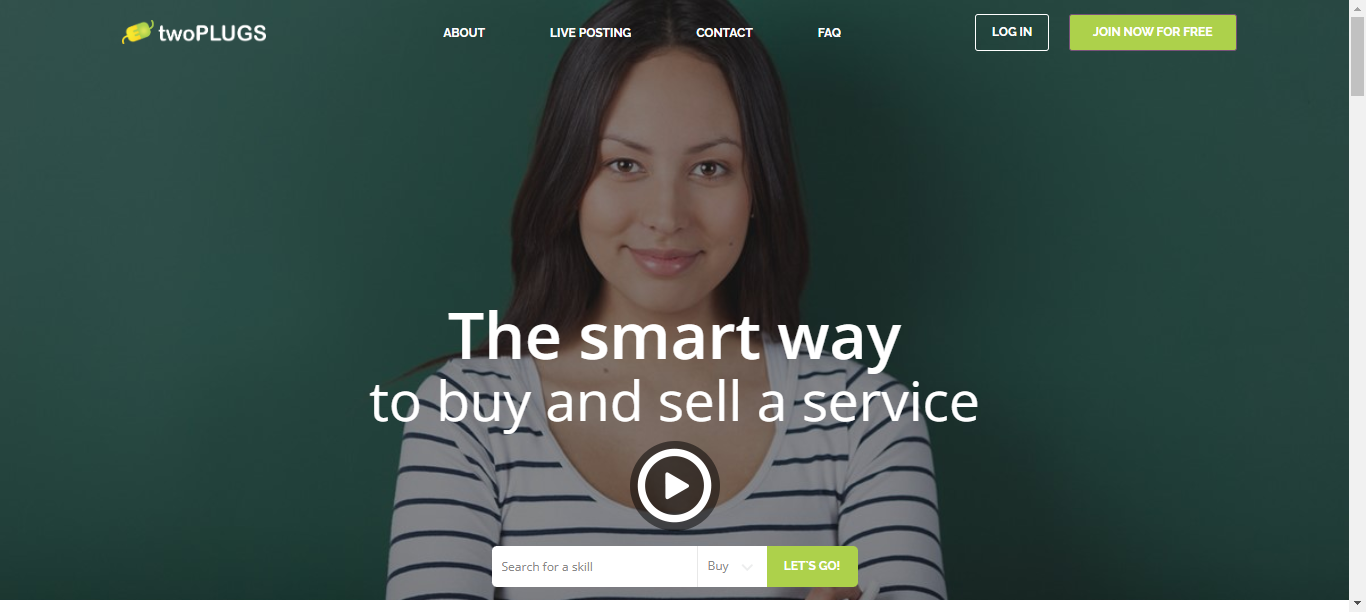 twoPLUGS
ABOUT
LIVE POSTING
CONTACT
FAQ
LOG IN
JOIN NOW FOR FREE
The smart way
to buy and sell a service
Search for a skill
Buy
LET'S GO!